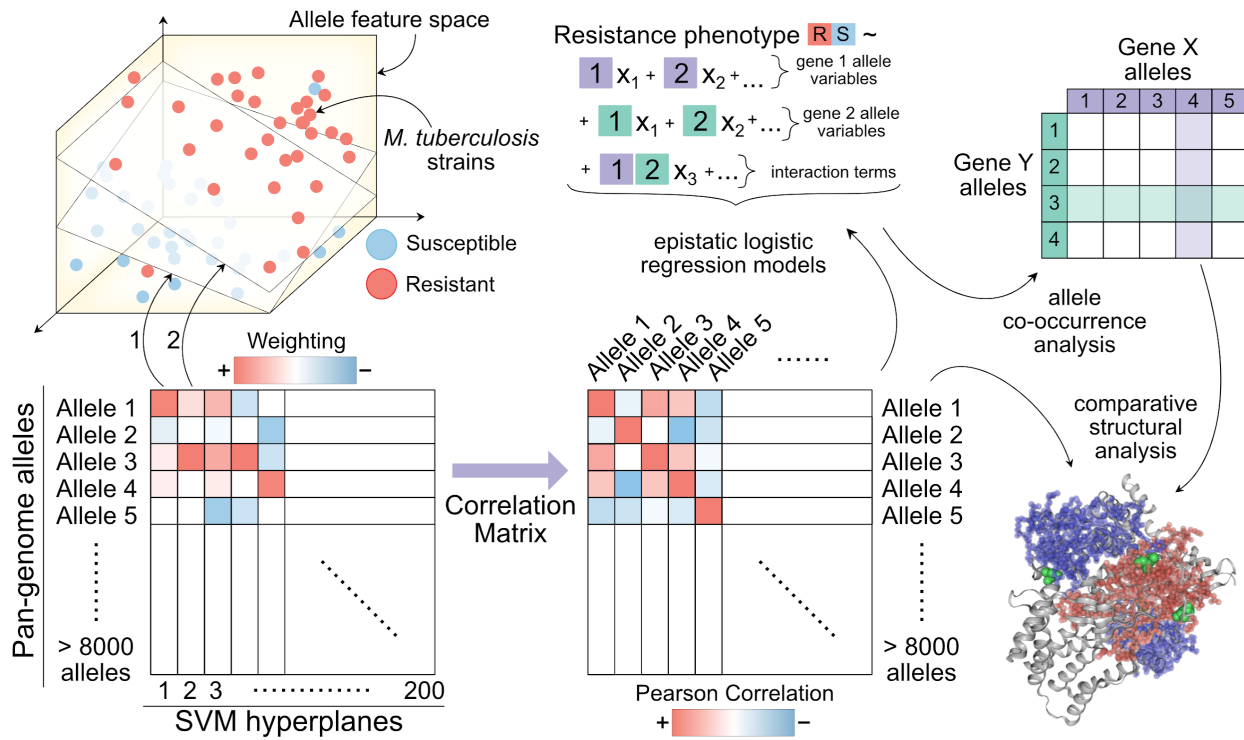 Allele feature space
M. tuberculosis
strains
Susceptible
Resistant
1
2
Resistance phenotype R S ~
1 x1 + 2 x2 +... gene 1 allele
variables
+ 1 x1 + 2 x2 +... gene 2 allele
variables
+ 1 2 x3 +... interaction terms
epistatic logistic
regression models
Gene X
alleles
1 2 3 4 5
Gene Y
alleles
1
2
3
4
allele
co-occurrence
analysis
comparative
structural
analysis
Weighting
+ −
Pan-genome alleles
Allele 1
Allele 2
Allele 3
Allele 4
Allele 5
> 8000
alleles
1 2 3 200
SVM hyperplanes
Correlation
Matrix
Allele 1
Allele 2
Allele 3
Allele 4
Allele 5
......
Allele 1
Allele 2
Allele 3
Allele 4
Allele 5
> 8000
alleles
Pearson Correlation
+ −